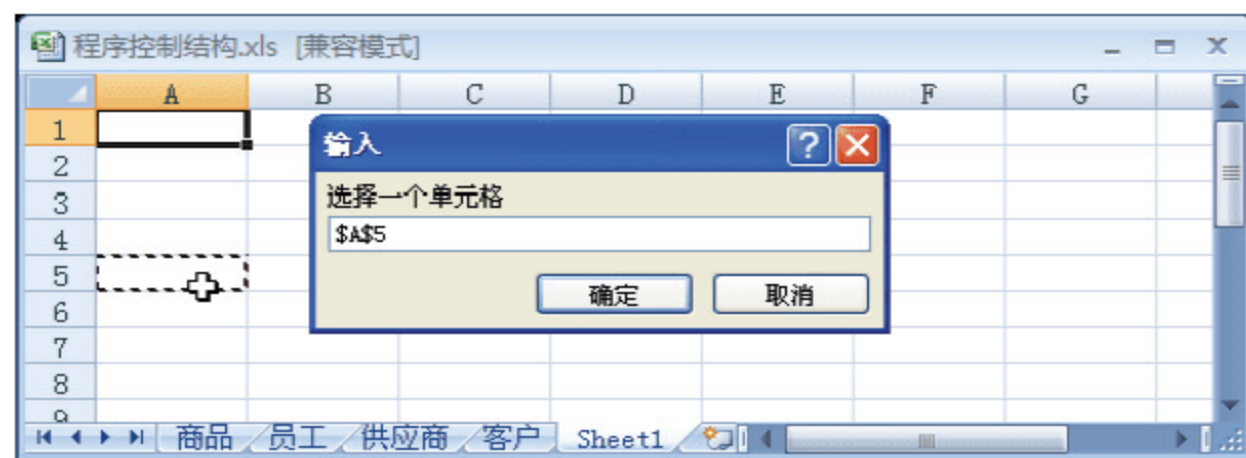 程序控制结构.xls [兼容模式]
A B C D E F G
1
输入
2
选择一个单元格
3
$A$5
4
5
确定 取消
6
7
8
9
商品 员工 供应商 客户 Sheet1